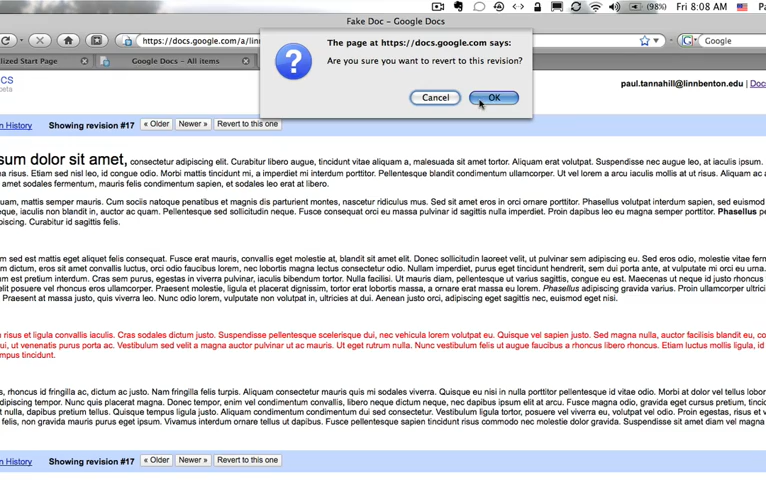 (98%) Fri 8:08 AM
Fake Doc - Google Docs
https://docs.google.com/a/lin
Google
The page at https://docs.google.com says:
Are you sure you want to revert to this revision?
Cancel OK
lized Start Page
Google Docs - All items
cs
beta
paul.tannahill@linnbenton.edu | Doc
n History Showing revision #17 « Older Newer » Revert to this one
sum dolor sit amet, consectetur adipiscing elit. Curabitur libero augue, tincidunt vitae aliquam a, malesuada sit amet tortor. Aliquam erat volutpat. Suspendisse nec augue leo, at iaculis ipsum.
na risus. Etiam sed nisl leo, id congue odio. Morbi mattis tincidunt mi, a imperdiet mi interdum porttitor. Pellentesque blandit condimentum ullamcorper. Ut vel lorem a arcu iaculis mollis at ut risus. Aliqua
amet sodales fermentum, mauris felis condimentum sapien, et sodales leo erat at libero.
quam, mattis semper mauris. Cum sociis natoque penatibus et magnis dis parturient montes, nascetur ridiculus mus. Sed sit amet eros in orci ornare porttitor. Phasellus volutpat interdum sapien, sed euismod
eque, iaculis non blandit in, auctor ac quam. Pellentesque sed sollicitudin neque. Fusce consequat orci eu massa pulvinar id sagittis nulla imperdiet. Proin dapibus leo eu magna semper porttitor. Phasellus p
piscing. Curabitur id sagittis felis.
m sed est mattis eget aliquet felis consequat. Fusce erat mauris, convallis eget molestie at, blandit sit amet elit. Donec sollicitudin laoreet velit, ut pulvinar sem adipiscing eu. Sed eros odio, molestie vitae fer
m dictum, eros sit amet convallis luctus, orci odio faucibus lorem, nec lobortis magna lectus consectetur odio. Nullam imperdiet, purus eget tincidunt hendrerit, sem dui porta ante, at vulputate mi orci eu urna.
um est pretium interdum. Cras sem purus, egestas in viverra pulvinar, iaculis bibendum tortor. Nulla facilisi. Ut mauris diam, pellentesque ut varius sagittis, congue eu est. Maecenas ut neque id justo rhoncus
elit posuere vel rhoncus eros ullamcorper. Praesent molestie, ligula et placerat dignissim, tortor erat lobortis massa, a ornare erat massa eu lorem. Phasellus adipiscing gravida varius. Proin ullamcorper ultrici
Praesent at massa justo, quis viverra leo. Nunc odio lorem, vulputate non volutpat in, ultricies at dui. Aenean justo orci, adipiscing eget sagittis nec, euismod eget nisi.
n risus et ligula convallis iaculis. Cras sodales dictum justo. Suspendisse pellentesque scelerisque dui, nec vehicula lorem volutpat eu. Quisque vel sapien justo. Sed magna nulla, auctor facilisis blandit eu, co
ui, ut venenatis purus porta ac. Vestibulum sed velit a magna auctor pulvinar ut ac mauris. Ut eget rutrum nulla. Nunc vestibulum felis ut augue faucibus a rhoncus libero rhoncus. Etiam luctus mollis ligula, id
mpus tincidunt.
s, rhoncus id fringilla ac, dictum ac justo. Nam fringilla felis turpis. Aliquam consectetur mauris quis mi sodales viverra. Quisque eu nisi in nulla porttitor pellentesque id vitae odio. Morbi at dolor vel tellus lobor
tincidunt. Nunc quis placerat magna. Donec tempor, enim vel condimentum convallis, libero neque dictum neque, nec dapibus ipsum elit at arcu. Fusce magna odio, gravida eget cursus pretium, tinc
t nulla, dapibus pretium tellus. Quisque tempus ligula justo. Aliquam condimentum condimentum dui sed consectetur. Vestibulum ligula tortor, posuere vel viverra eu, volutpat vel odio. Proin egestas, risus et v
felis, non gravida mauris purus eget ipsum. Vivamus interdum ornare tellus ut dapibus. Fusce pellentesque sapien tincidunt risus commodo nec molestie dolor gravida. Suspendisse sit amet diam vel magna
n History Showing revision #17 « Older Newer » Revert to this one